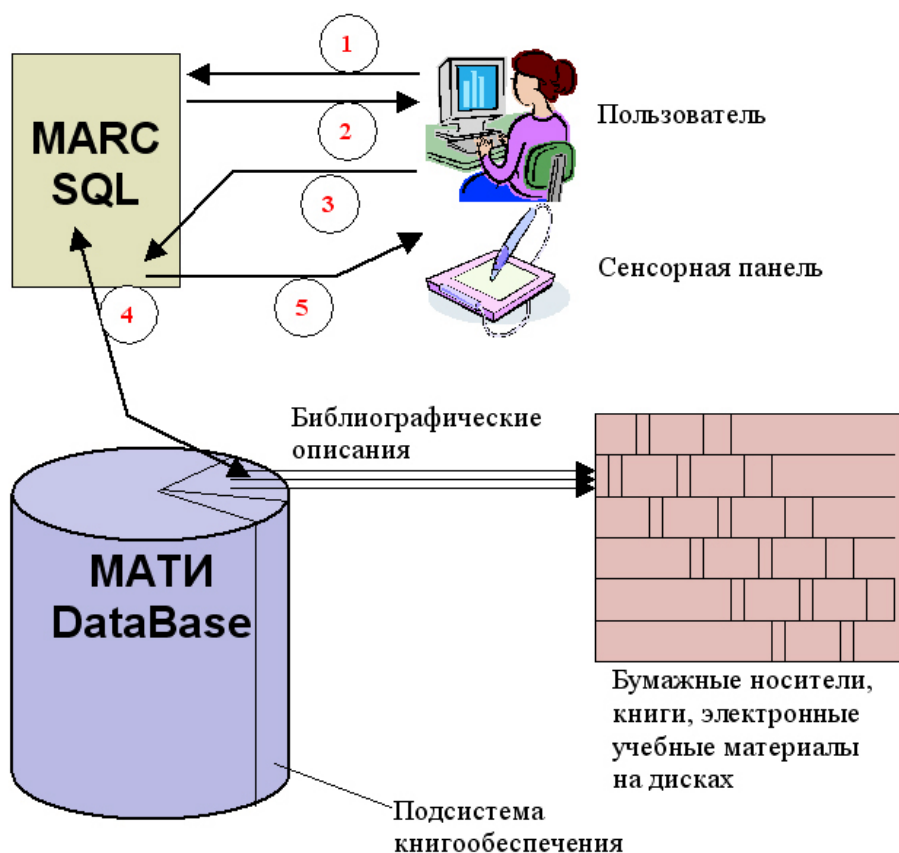 1
MARC
SQL
2
Пользователь
3
Сенсорная панель
4
5
Библиографические
описания
МАТИ
DataBase
Бумажные носители,
книги, электронные
учебные материалы
на дисках
Подсистема
книгообеспечения